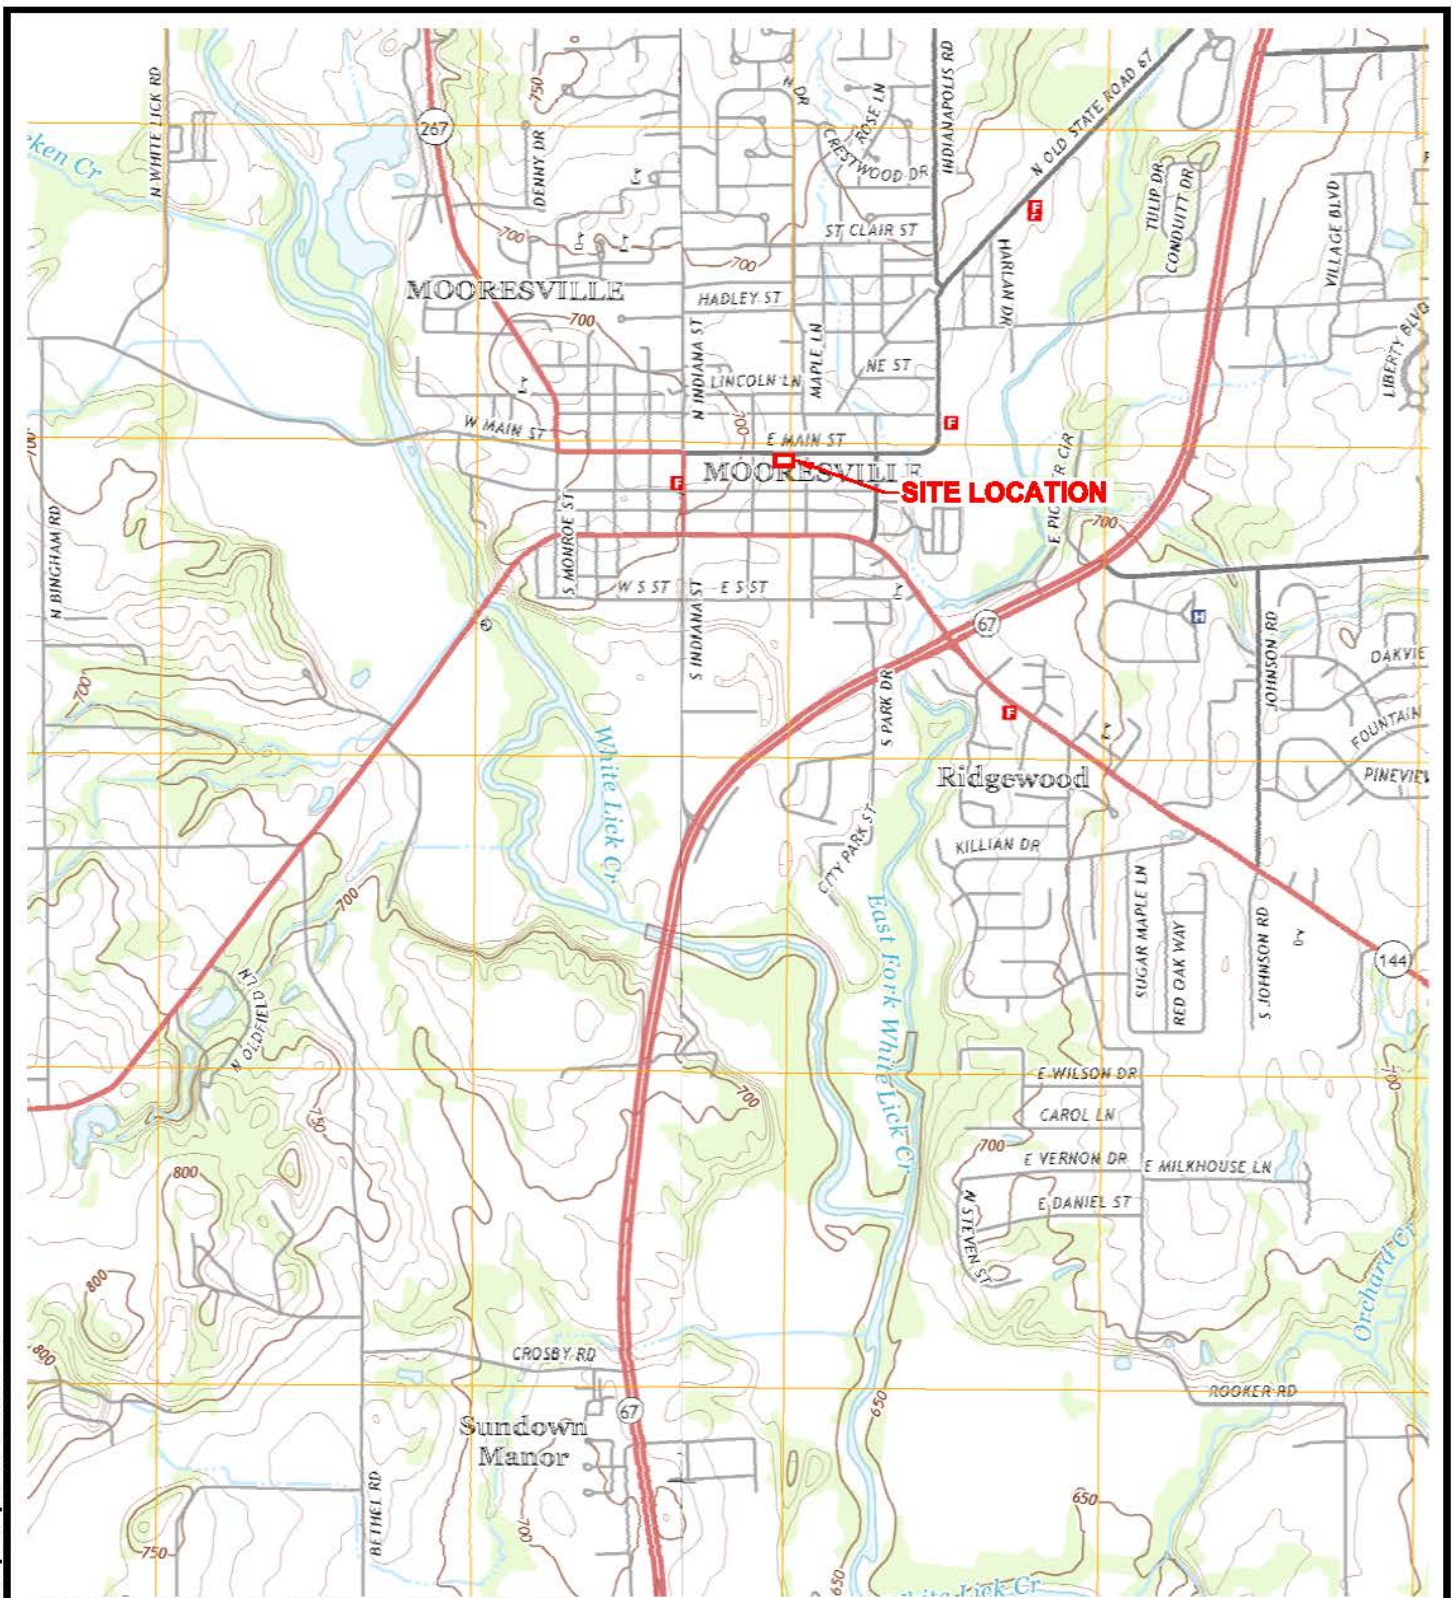 N WHITE LICK RD
267
750
DENNY DR
N DR
ROSE LN
CRESTWOOD DR
INDIANAPOLIS RD
N OLD STATE ROAD 67
F
F
TULIP DR
CONDUITT DR
VILLAGE BLVD
ST CLAIR ST
700
700
HARLAN DR
MOORESVILLE
HADLEY ST
700
N INDIANA ST
MAPLE LN
NE ST
LIBERTY BLVD
LINCOLN LN
W MAIN ST
700
E MAIN ST
F
700
MOORESVILLE
SITE LOCATION
F
S MONROE ST
N BINGHAM RD
700
W S ST
E S ST
67
H
S INDIANA ST
JOHNSON RD
OAKVIE
700
S PARK DR
F
FOUNTAIN
White Lick Cr
Ridgewood
PINEVIEW
CITY PARK ST
KILLIAN DR
700
East Fork White Lick Cr
SUGAR MAPLE LN
RED OAK WAY
S JOHNSON RD
144
N OLDFIELD LN
E WILSON DR
700
700
750
CAROL LN
700
E VERNON DR
E MILKHOUSE LN
800
E DANIEL ST
N STEVEN ST
Orchard Cr
800
800
CROSBY RD
ROOKER RD
67
650
Sundown
Manor
BETHEL RD
700
650
750
650